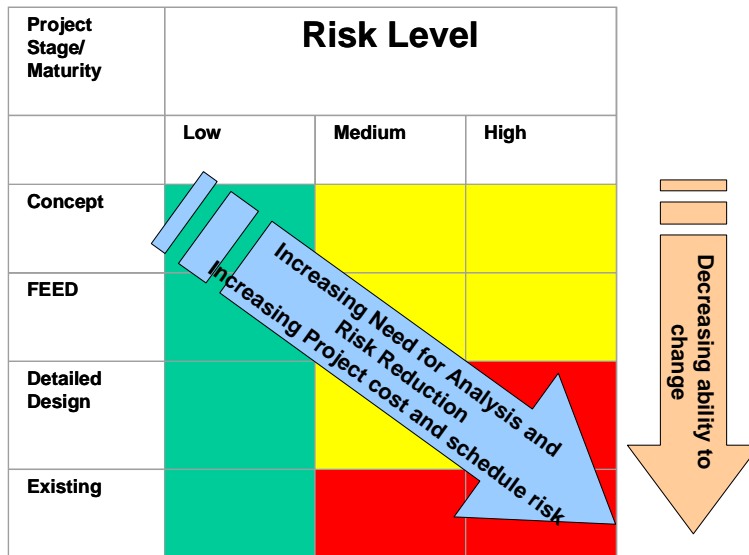 Project
Stage/
Maturity
Risk Level
Low
Medium
High
Concept
FEED
Detailed
Design
Existing
Increasing Need for Analysis and
Risk Reduction
Increasing Project cost and schedule risk
Decreasing ability to
change